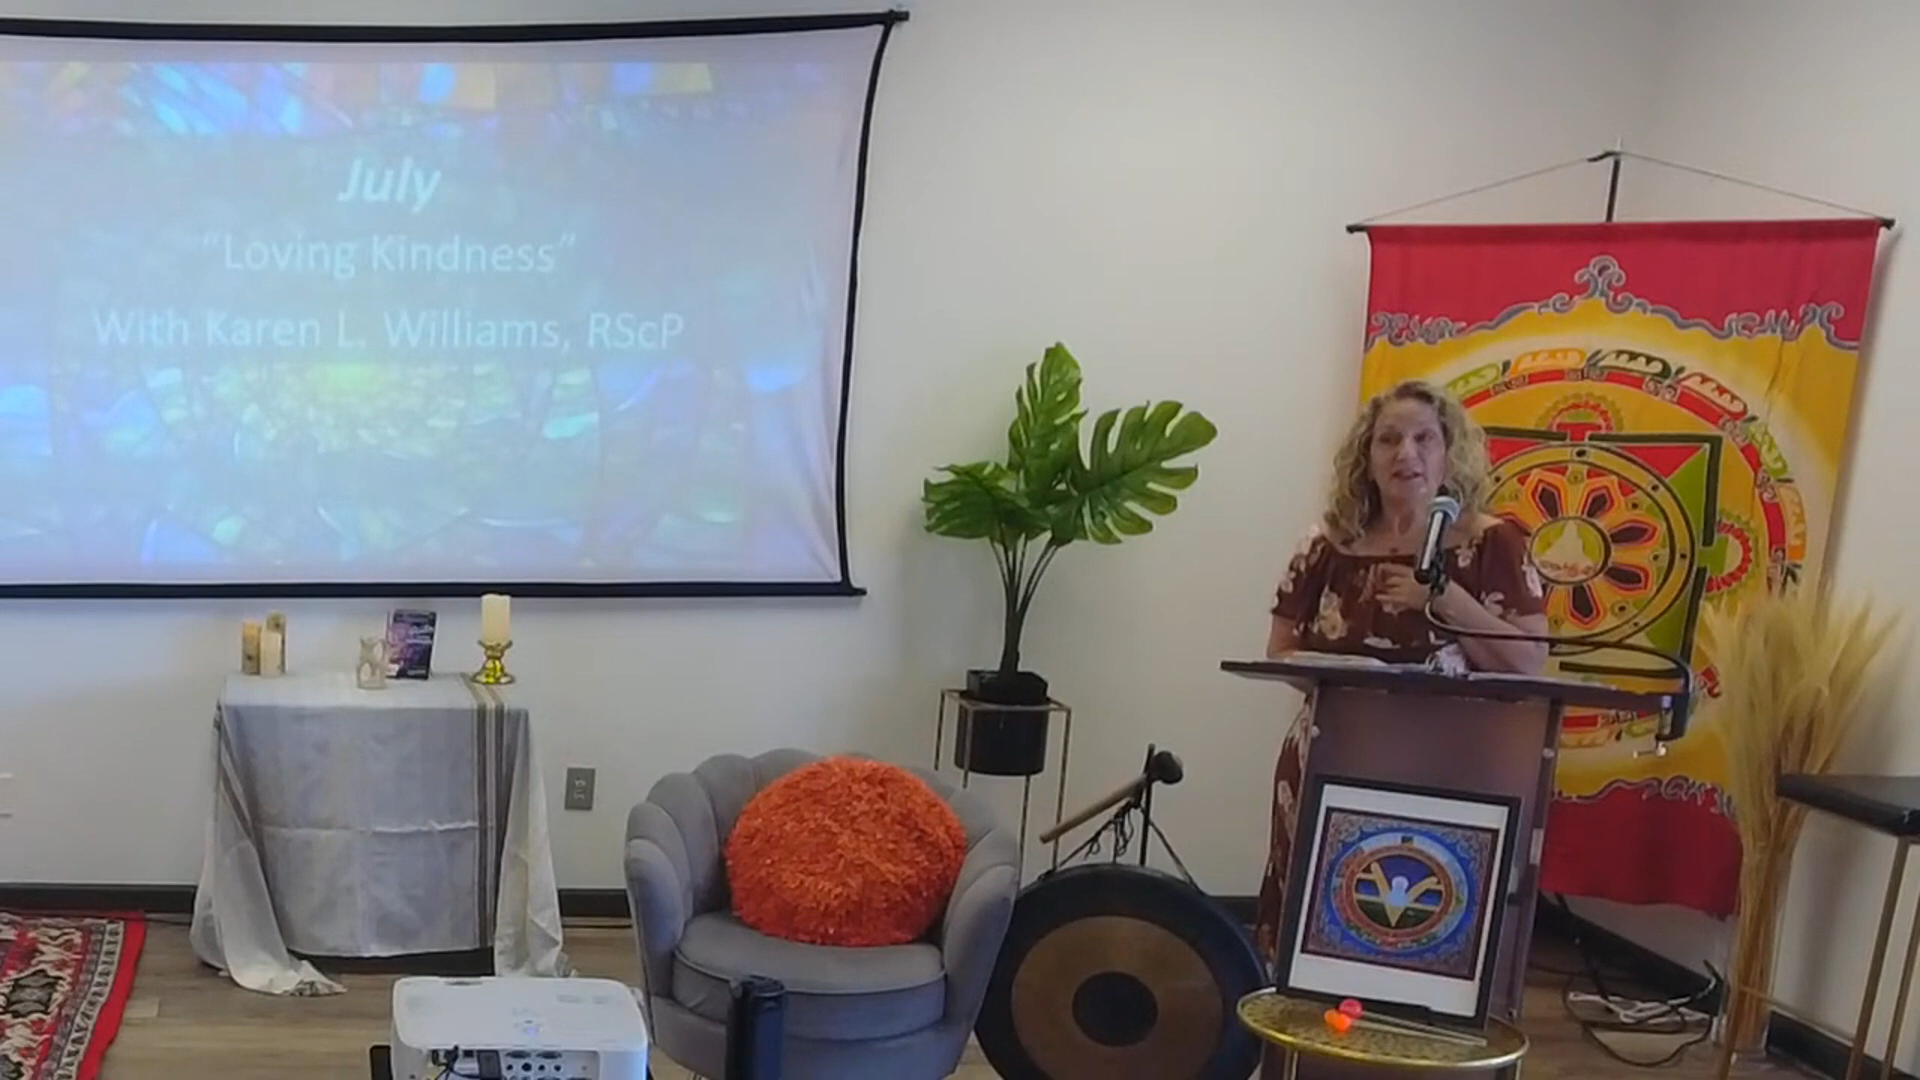 July
“Loving Kindness”
With Karen L. Williams, RScP